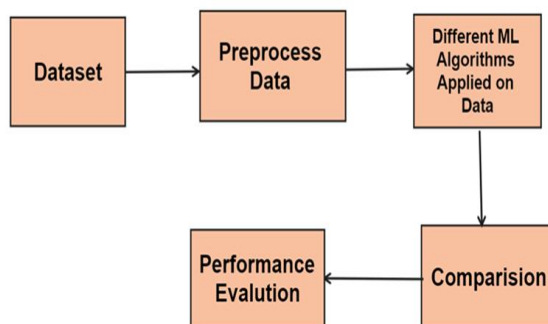 Dataset
Preprocess
Data
Different ML
Algorithms
Applied on
Data
Comparision
Performance
Evalution